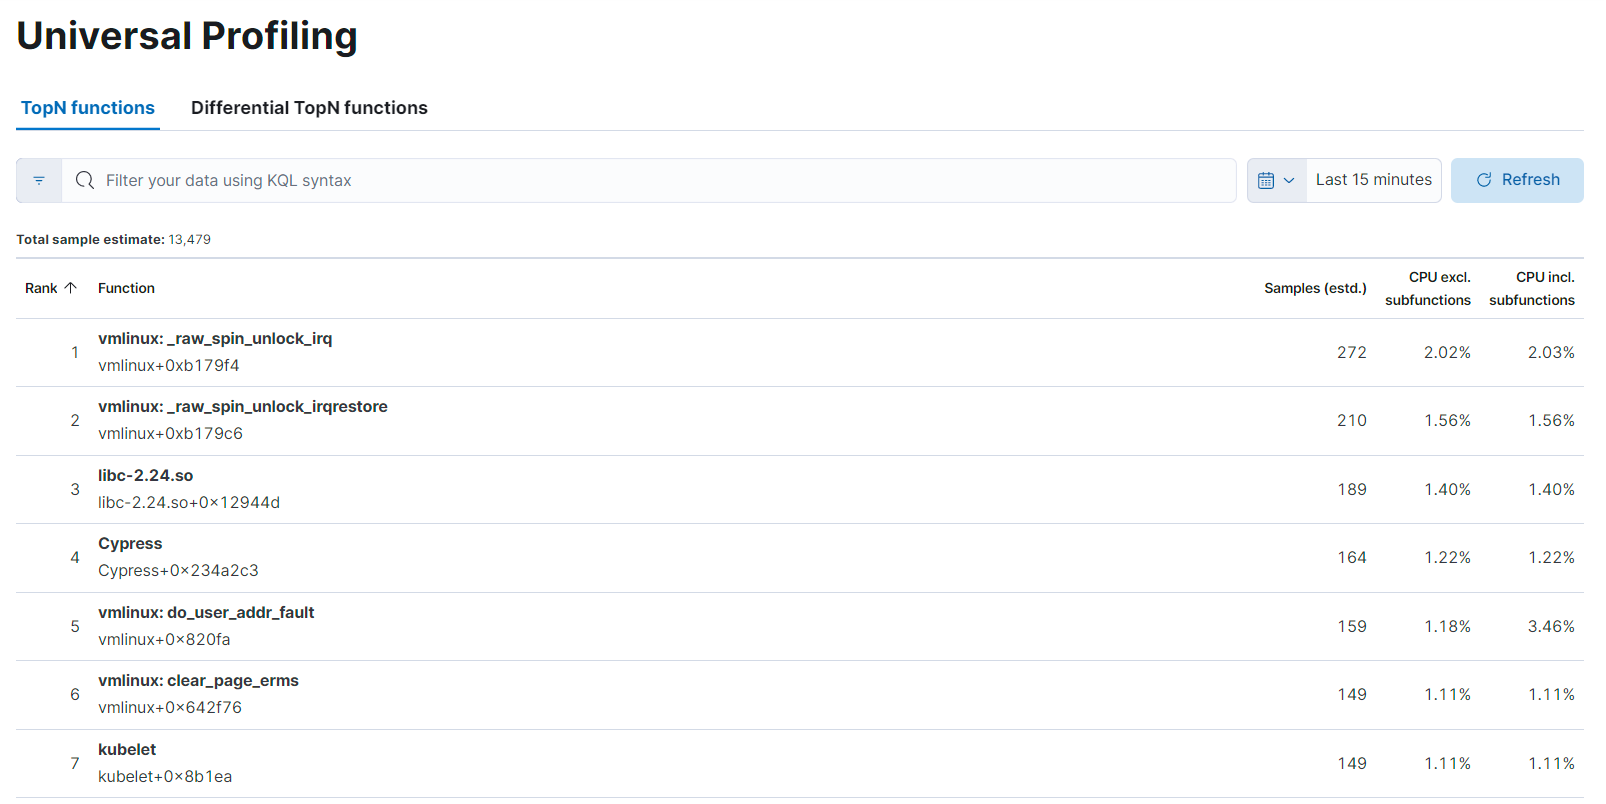 Universal Profiling
TopN functions Differential TopN functions
Filter your data using KQL syntax Last 15 minutes Refresh
Total sample estimate: 13,479
Rank Function Samples (estd.) CPU excl. subfunctions CPU incl. subfunctions
1 vmlinux: _raw_spin_unlock_irq 272 2.02% 2.03%
vmlinux+0xb179f4
2 vmlinux: _raw_spin_unlock_irqrestore 210 1.56% 1.56%
vmlinux+0xb179c6
3 libc-2.24.so 189 1.40% 1.40%
libc-2.24.so+0x12944d
4 Cypress 164 1.22% 1.22%
Cypress+0x234a2c3
5 vmlinux: do_user_addr_fault 159 1.18% 3.46%
vmlinux+0x820fa
6 vmlinux: clear_page_erms 149 1.11% 1.11%
vmlinux+0x642f76
7 kubelet 149 1.11% 1.11%
kubelet+0x8b1ea